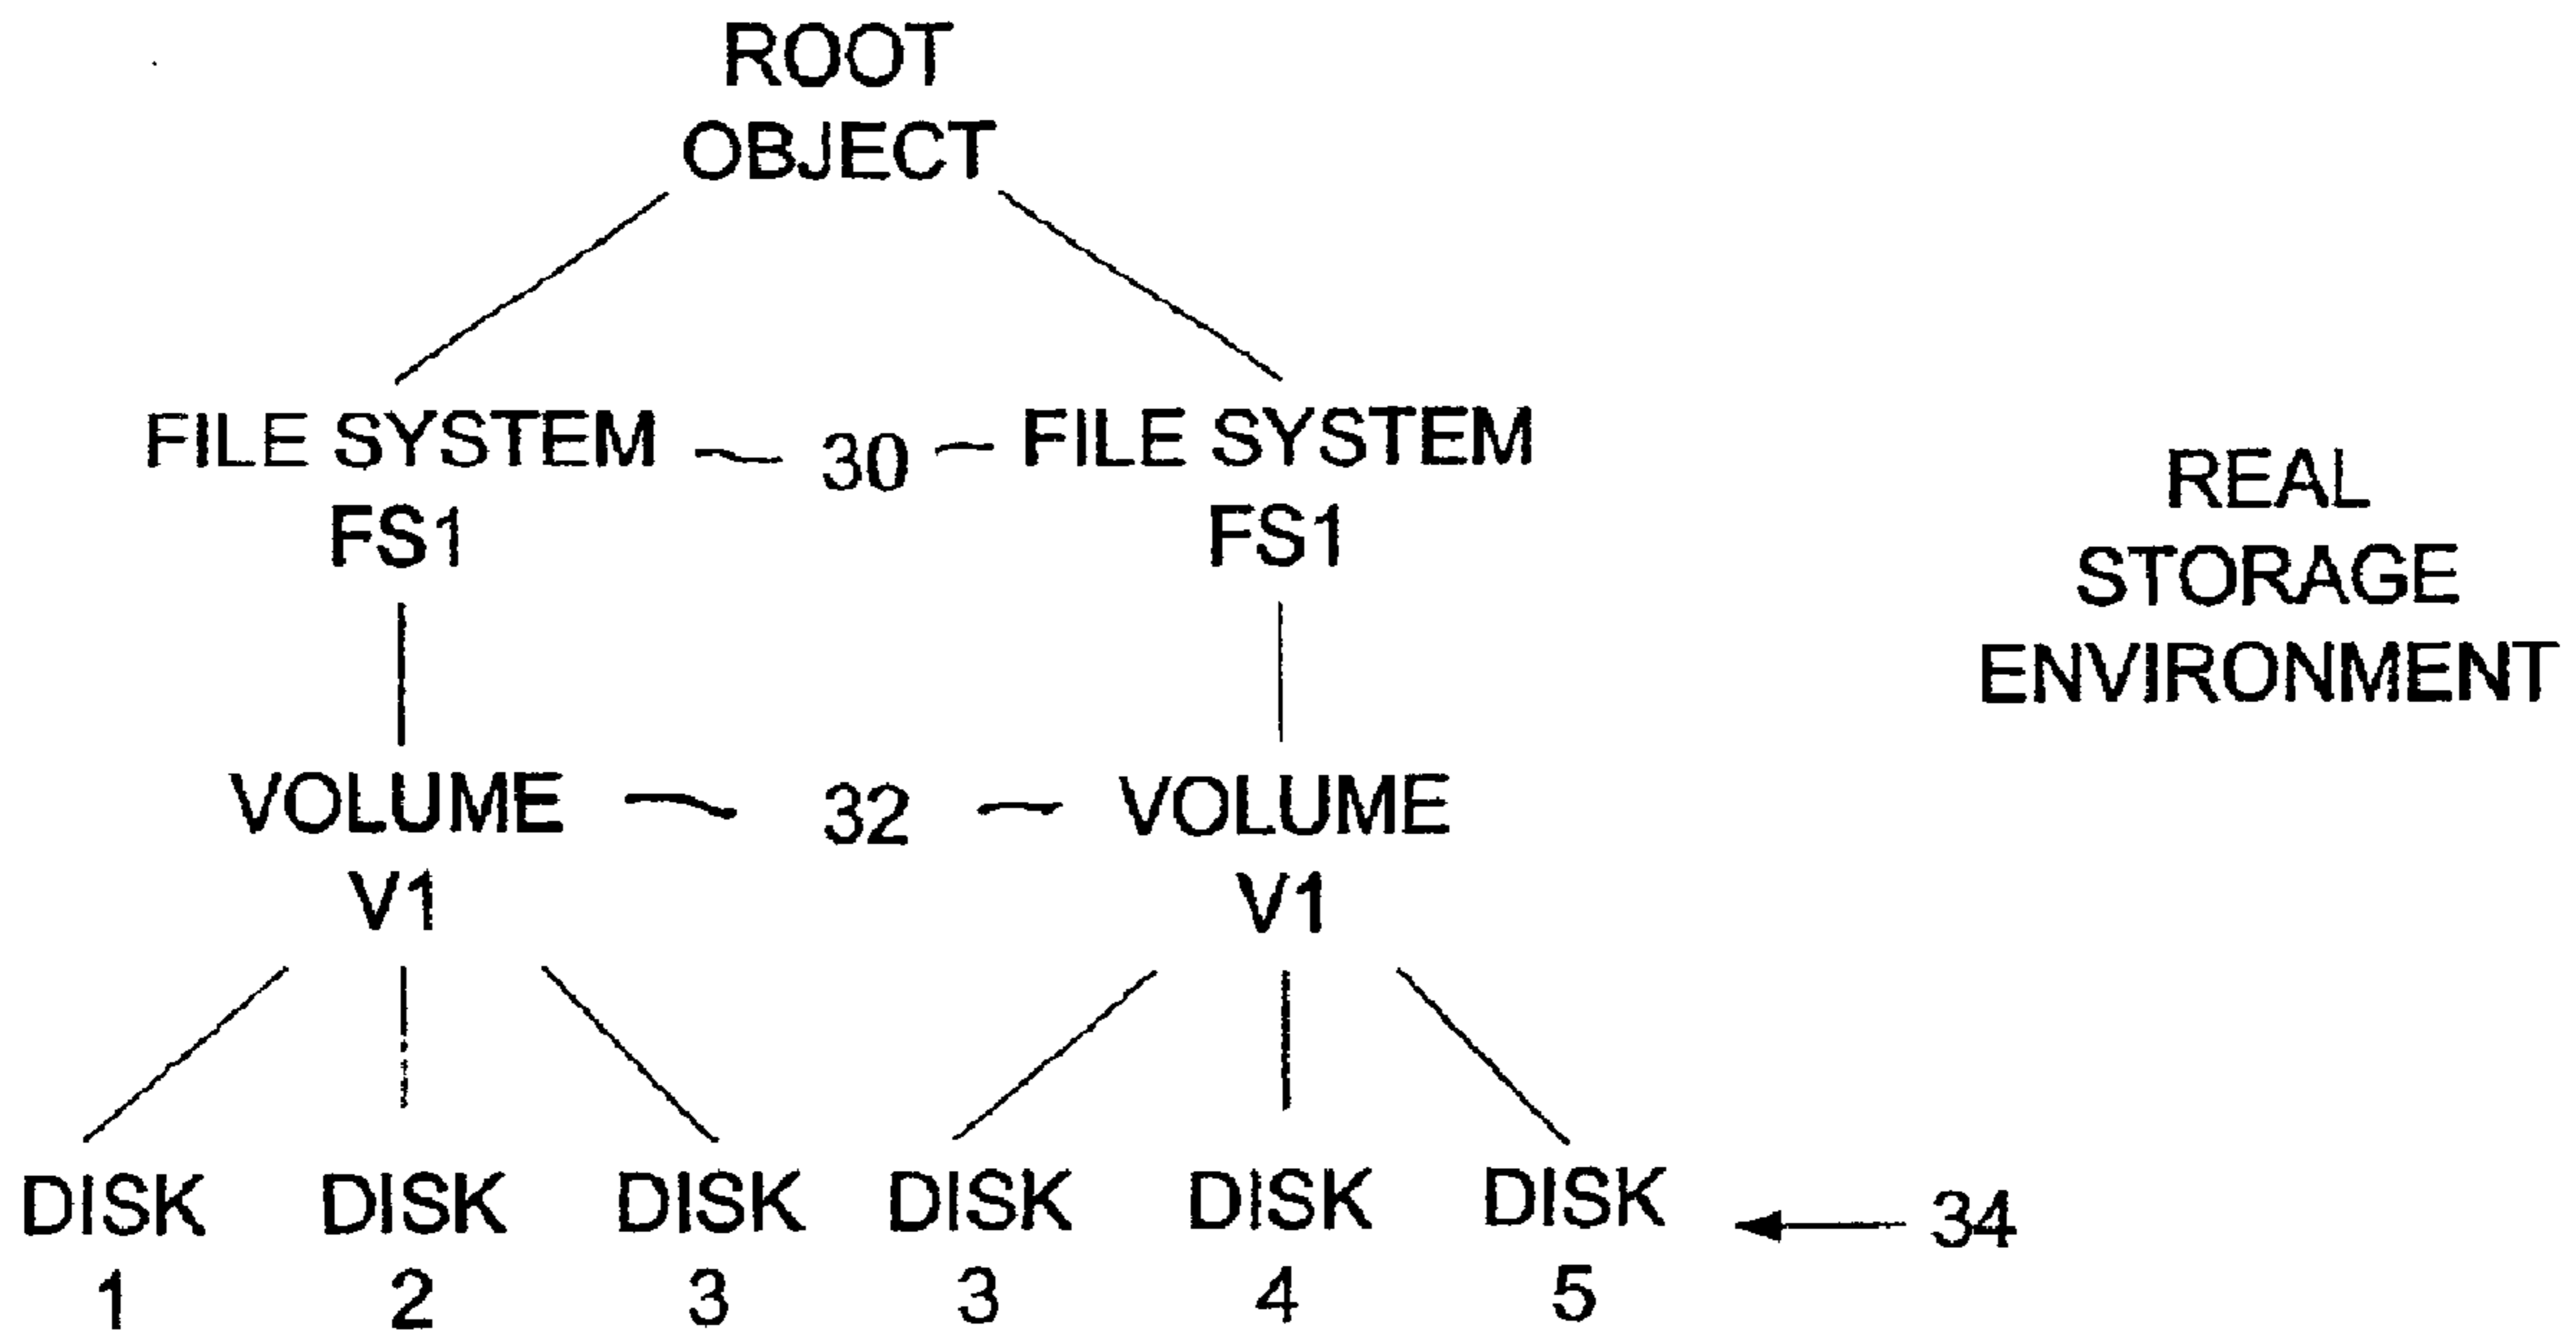 ROOT
OBJECT
FILE SYSTEM 30 FILE SYSTEM
FS1 FS1
REAL
STORAGE
ENVIRONMENT
VOLUME 32 VOLUME
V1 V1
DISK DISK DISK DISK DISK DISK 34
1 2 3 3 4 5